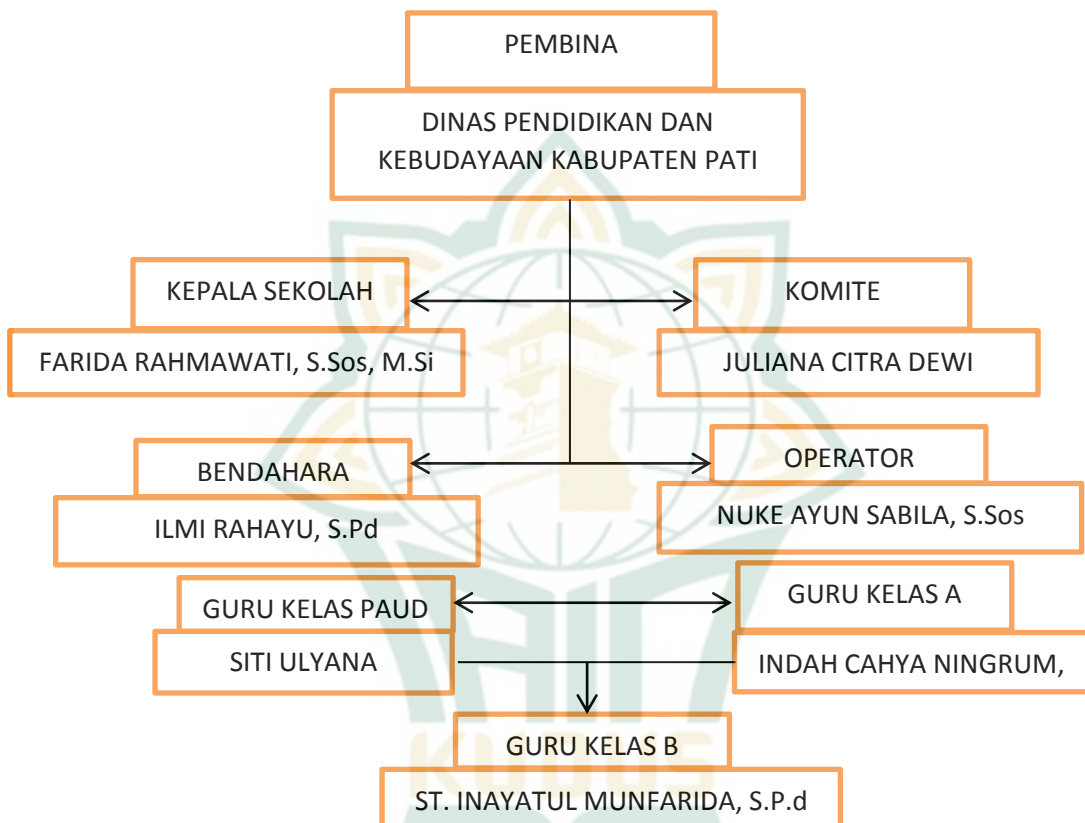 PEMBINA
DINAS PENDIDIKAN DAN
KEBUDAYAAN KABUPATEN PATI
KEPALA SEKOLAH
FARIDA RAHMAWATI, S.Sos, M.Si
KOMITE
JULIANA CITRA DEWI
BENDAHARA
ILMI RAHAYU, S.Pd
OPERATOR
NUKE AYUN SABILA, S.Sos
GURU KELAS PAUD
SITI ULYANA
GURU KELAS A
INDAH CAHYA NINGRUM,
GURU KELAS B
ST. INAYATUL MUNFARIDA, S.P.d
KUDUS